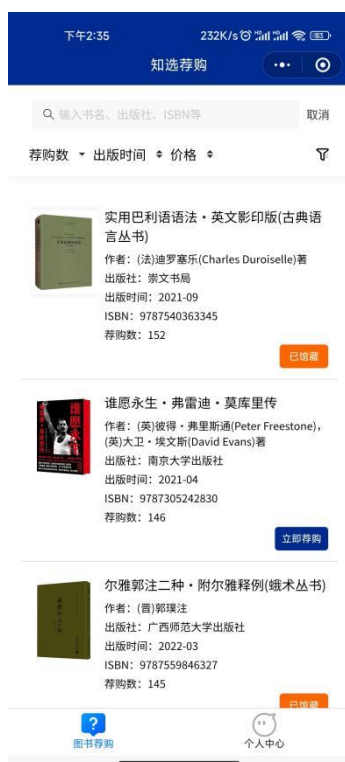 下午2:35
232K/s
知选荐购
输入书名、出版社、ISBN等
取消
荐购数 出版时间 价格
实用巴利语语法·英文影印版(古典语
言丛书)
作者：(法)迪罗塞乐(Charles Duroiselle)著
出版社：崇文书局
出版时间：2021-09
ISBN：9787540363345
荐购数：152
已馆藏
谁愿永生·弗雷迪·莫库里传
作者：(英)彼得·弗里斯通(Peter Freestone)，
(英)大卫·埃文斯(David Evans)著
出版社：南京大学出版社
出版时间：2021-04
ISBN：9787305242830
荐购数：146
立即荐购
尔雅郭注二种·附尔雅释例(蛾术丛书)
作者：(晋)郭璞注
出版社：广西师范大学出版社
出版时间：2022-03
ISBN：9787559846327
荐购数：145
已馆藏
图书荐购
个人中心